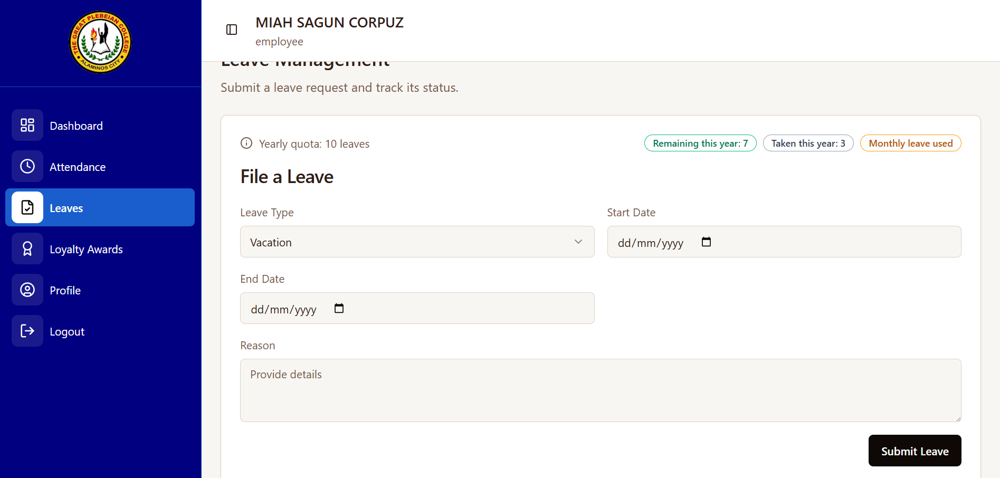 THE GREAT PLEBEIAN COLLEGE
ALAMINOS CITY
Dashboard
Attendance
Leaves
Loyalty Awards
Profile
Logout
MIAH SAGUN CORPUZ
employee
Leave Management
Submit a leave request and track its status.
Yearly quota: 10 leaves
Remaining this year: 7
Taken this year: 3
Monthly leave used
File a Leave
Leave Type
Start Date
Vacation
dd/mm/yyyy
End Date
dd/mm/yyyy
Reason
Provide details
Submit Leave